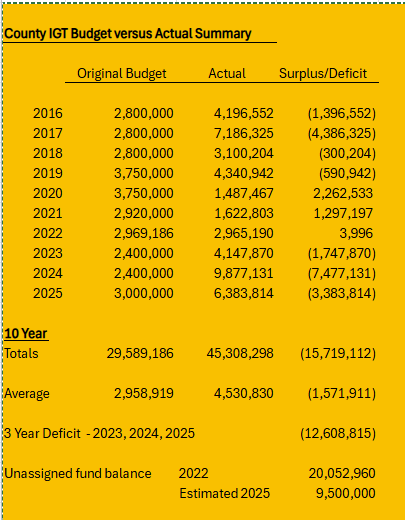 County IGT Budget versus Actual Summary
Original Budget Actual Surplus/Deficit
2016 2,800,000 4,196,552 (1,396,552)
2017 2,800,000 7,186,325 (4,386,325)
2018 2,800,000 3,100,204 (300,204)
2019 3,750,000 4,340,942 (590,942)
2020 3,750,000 1,487,467 2,262,533
2021 2,920,000 1,622,803 1,297,197
2022 2,969,186 2,965,190 3,996
2023 2,400,000 4,147,870 (1,747,870)
2024 2,400,000 9,877,131 (7,477,131)
2025 3,000,000 6,383,814 (3,383,814)
10 Year
Totals 29,589,186 45,308,298 (15,719,112)
Average 2,958,919 4,530,830 (1,571,911)
3 Year Deficit - 2023, 2024, 2025 (12,608,815)
Unassigned fund balance 2022 20,052,960
Estimated 2025 9,500,000